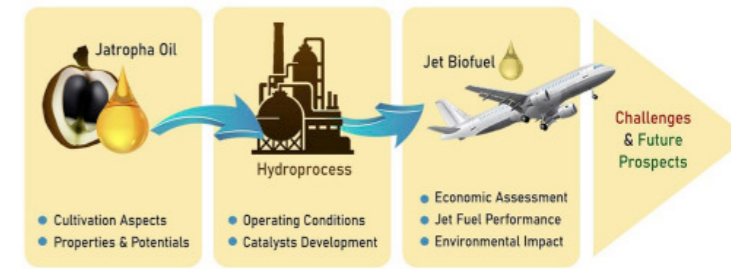 Jatropha Oil
Cultivation Aspects
Properties & Potentials
Hydroprocess
Operating Conditions
Catalysts Development
Jet Biofuel
Economic Assessment
Jet Fuel Performance
Environmental Impact
Challenges
& Future
Prospects